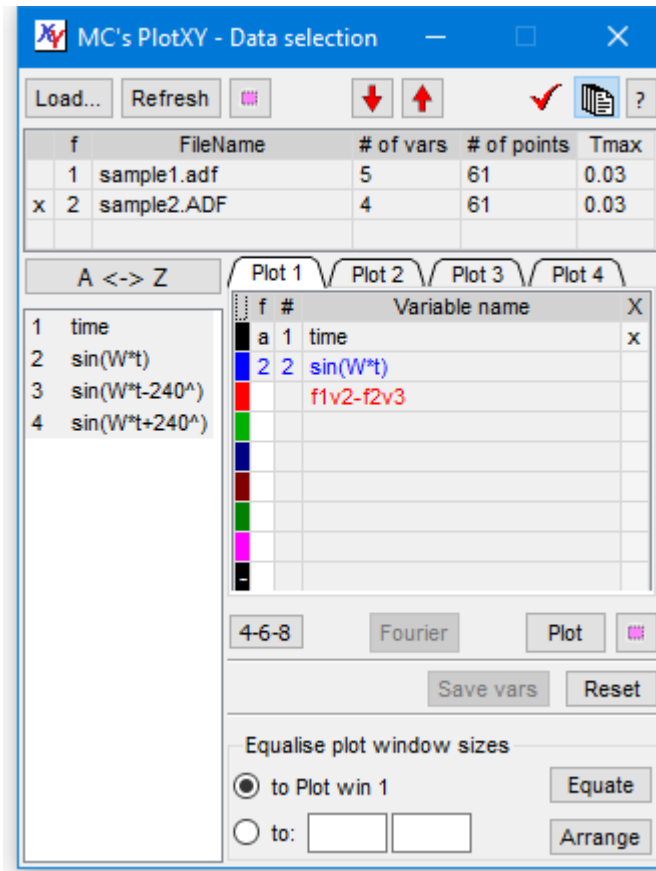 MC's PlotXY - Data selection
Load... Refresh ?
f FileName # of vars # of points Tmax
1 sample1.adf 5 61 0.03
x 2 sample2.ADF 4 61 0.03
A <-> Z
Plot 1 Plot 2 Plot 3 Plot 4
1 time
2 sin(W*t)
3 sin(W*t-240^)
4 sin(W*t+240^)
f # Variable name X
a 1 time x
2 2 sin(W*t)
f1v2-f2v3
4-6-8 Fourier Plot
Save vars Reset
Equalise plot window sizes
to Plot win 1 Equate
to: Arrange